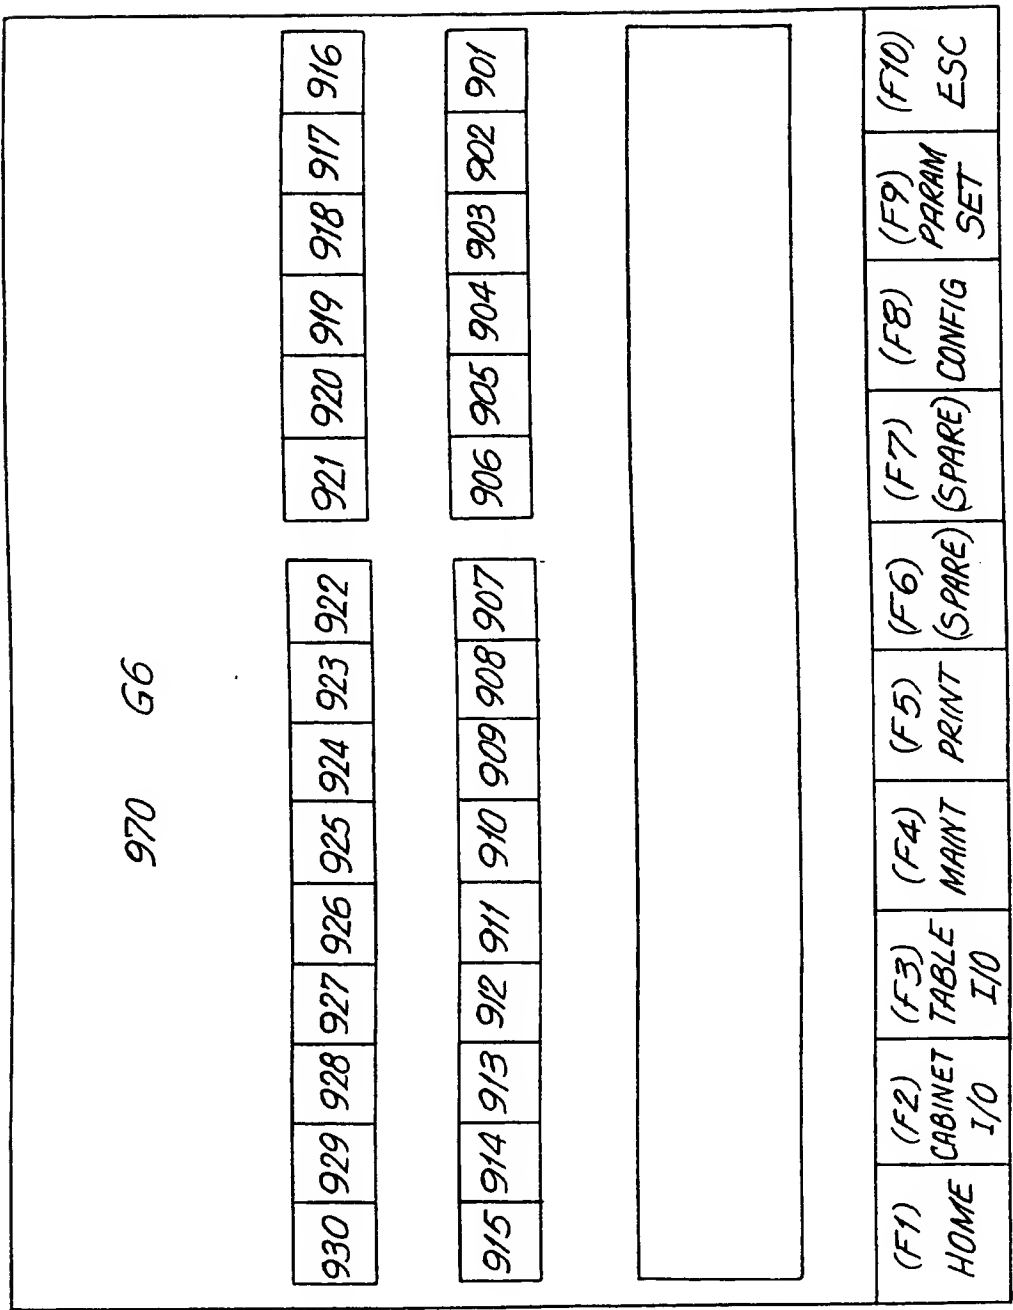 970 G6
930 929 928 927 926 925 924 923 922 921 920 919 918 917 916
915 914 913 912 911 910 909 908 907 906 905 904 903 902 901
(F1) (F2) (F3) (F4) (F5) (F6) (F7) (F8) (F9) (F10)
HOME CABINET TABLE MAINT PRINT (SPARE) (SPARE) CONFIG PARAM ESC
I/O I/O SET